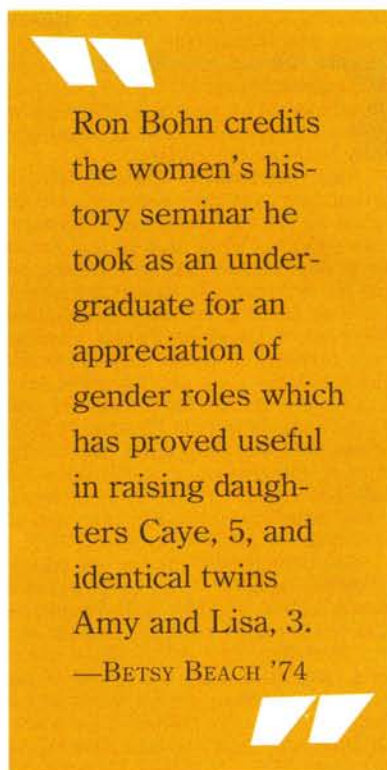 Ron Bohn credits
the women's his-
tory seminar he
took as an under-
graduate for an
appreciation of
gender roles which
has proved useful
in raising daugh-
ters Caye, 5, and
identical twins
Amy and Lisa, 3.
—BETSY BEACH '74